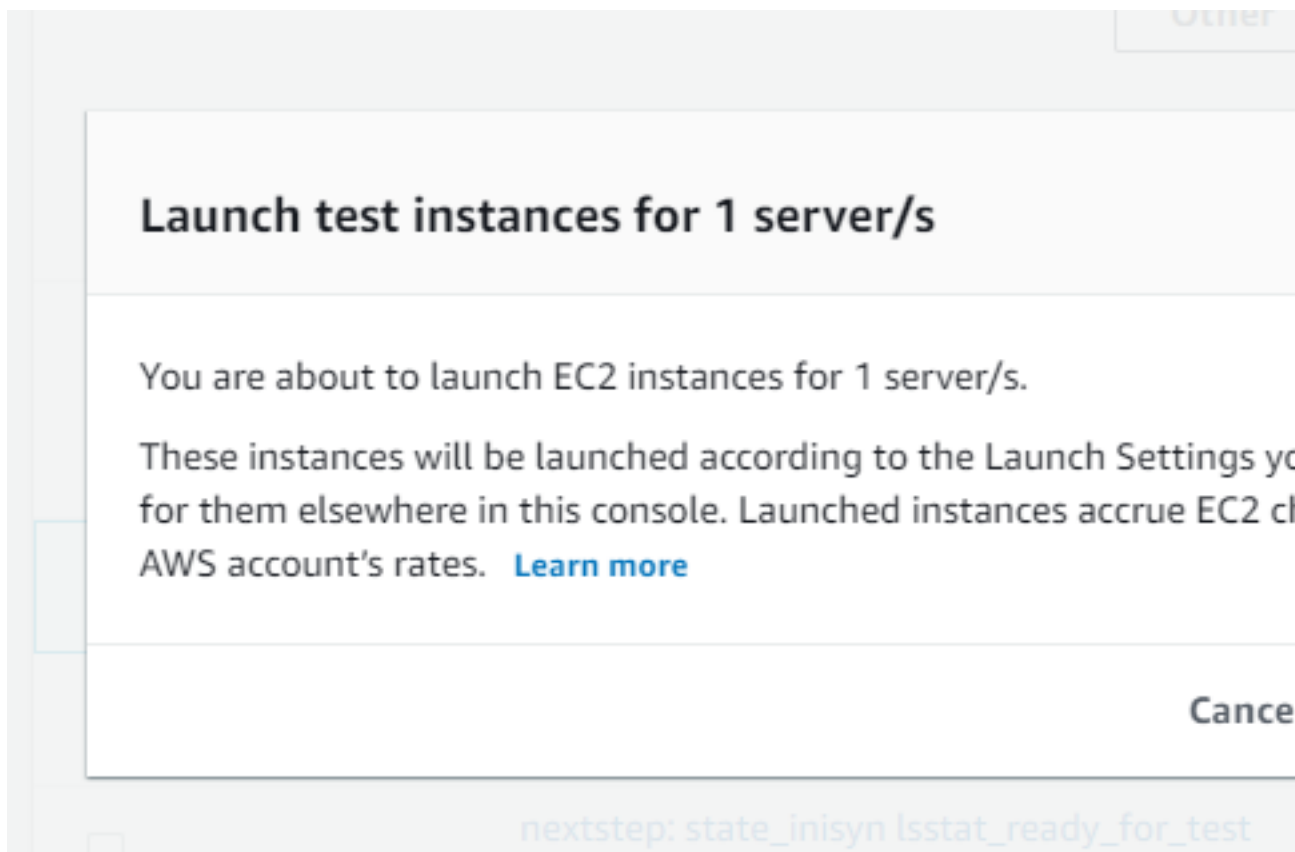 Other
Launch test instances for 1 server/s
You are about to launch EC2 instances for 1 server/s.
These instances will be launched according to the Launch Settings yo
for them elsewhere in this console. Launched instances accrue EC2 ch
AWS account's rates. Learn more
Cance
nextstep: state_inisyn lsstat_ready_for_test